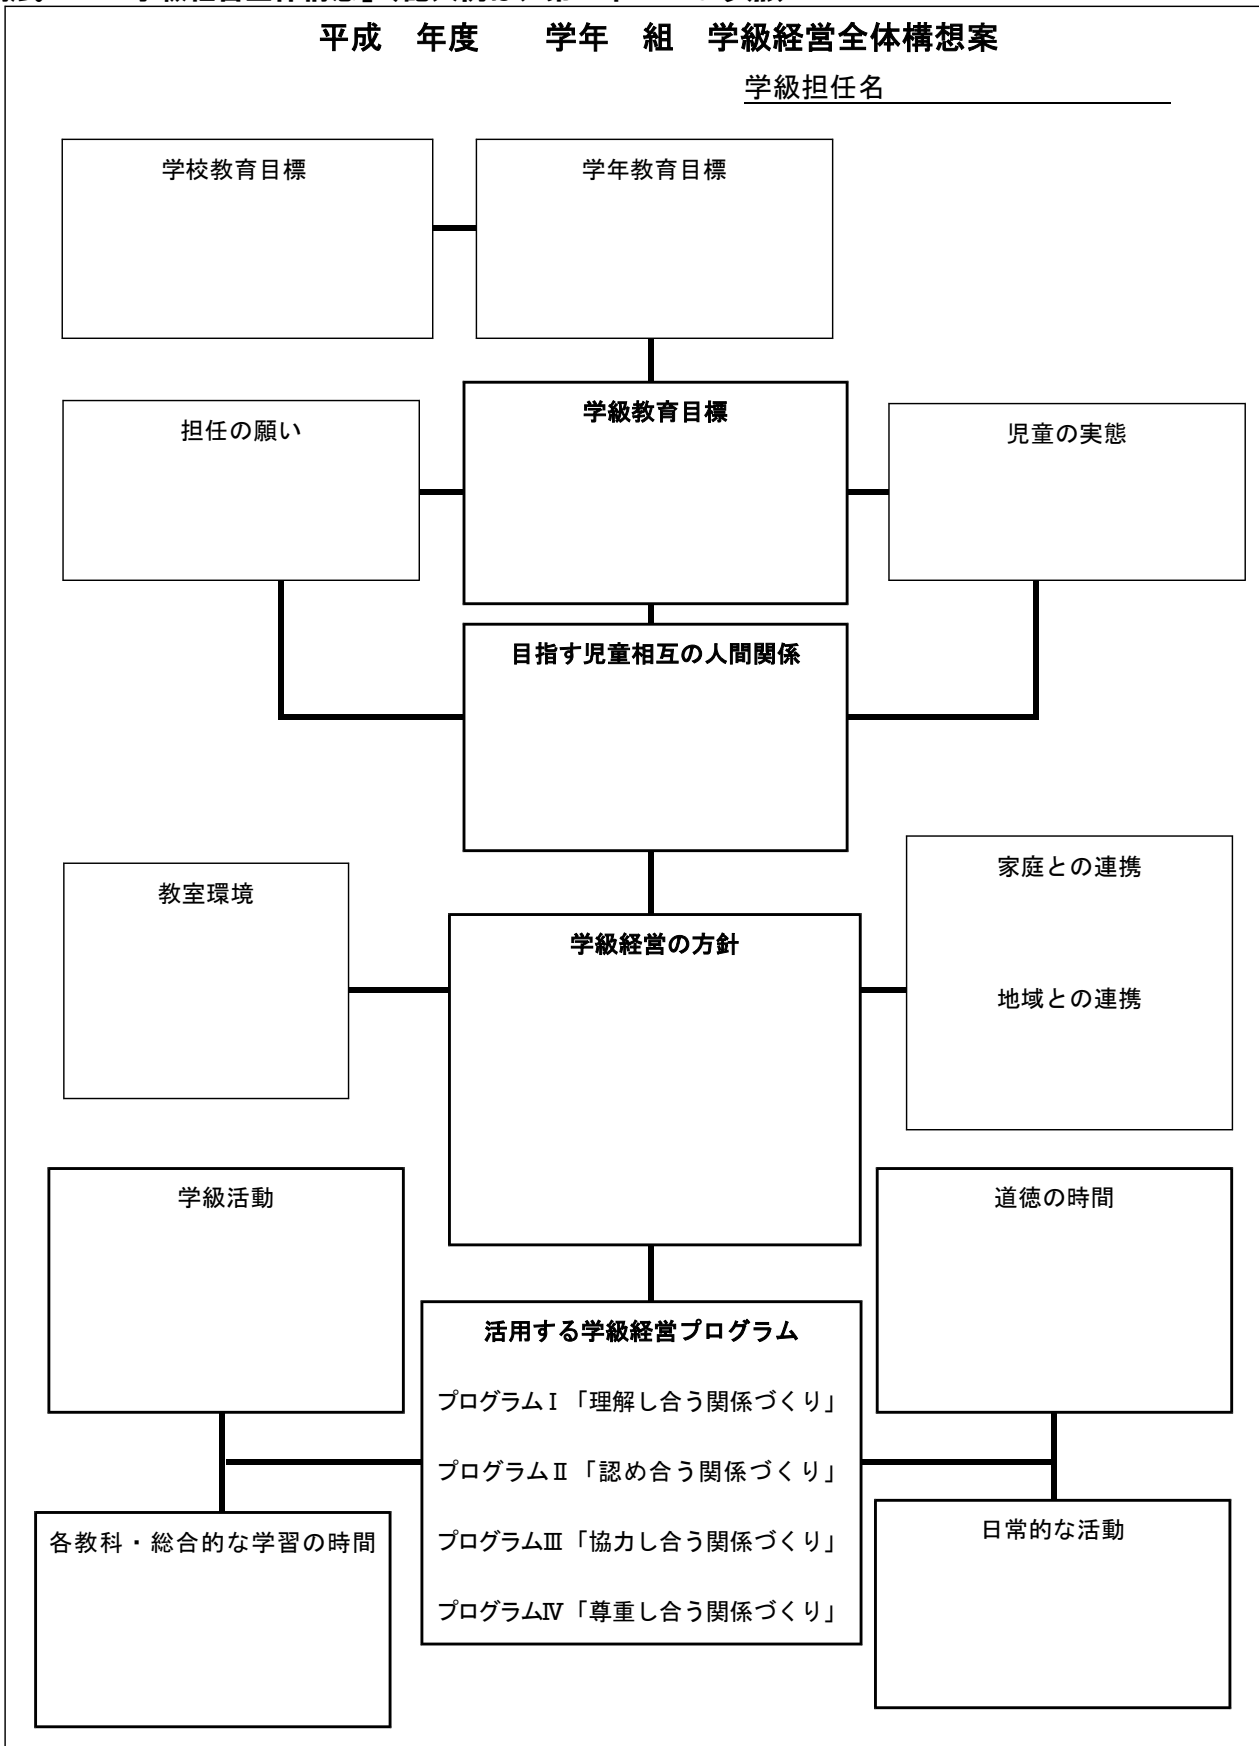 平成　年度　　学年　組　学級経営全体構想案
学級担任名
学校教育目標
学年教育目標
学級教育目標
担任の願い
児童の実態
目指す児童相互の人間関係
教室環境
家庭との連携
地域との連携
学級経営の方針
学級活動
道徳の時間
活用する学級経営プログラム
プログラムⅠ「理解し合う関係づくり」
プログラムⅡ「認め合う関係づくり」
プログラムⅢ「協力し合う関係づくり」
プログラムⅣ「尊重し合う関係づくり」
各教科・総合的な学習の時間
日常的な活動